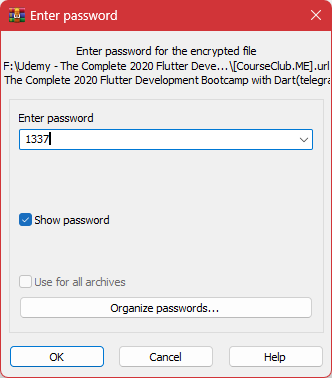 Enter password
Enter password for the encrypted file
F:\Udemy - The Complete 2020 Flutter Deve...\[CourseClub.ME].url
The Complete 2020 Flutter Development Bootcamp with Dart(telegra
Enter password
1337
Show password
Use for all archives
Organize passwords...
OK Cancel Help